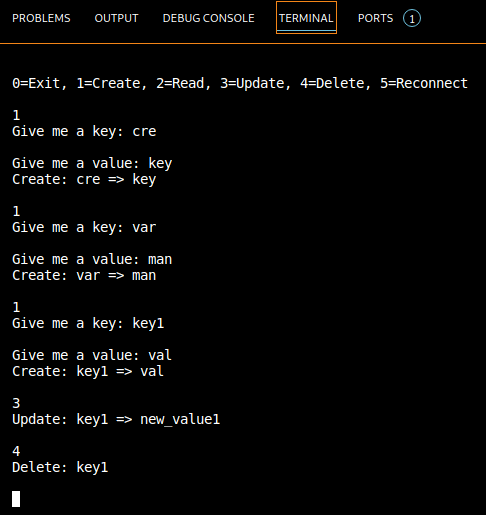 PROBLEMS OUTPUT DEBUG CONSOLE TERMINAL PORTS 1
0=Exit, 1=Create, 2=Read, 3=Update, 4=Delete, 5=Reconnect
1
Give me a key: cre
Give me a value: key
Create: cre => key
1
Give me a key: var
Give me a value: man
Create: var => man
1
Give me a key: key1
Give me a value: val
Create: key1 => val
3
Update: key1 => new_value1
4
Delete: key1